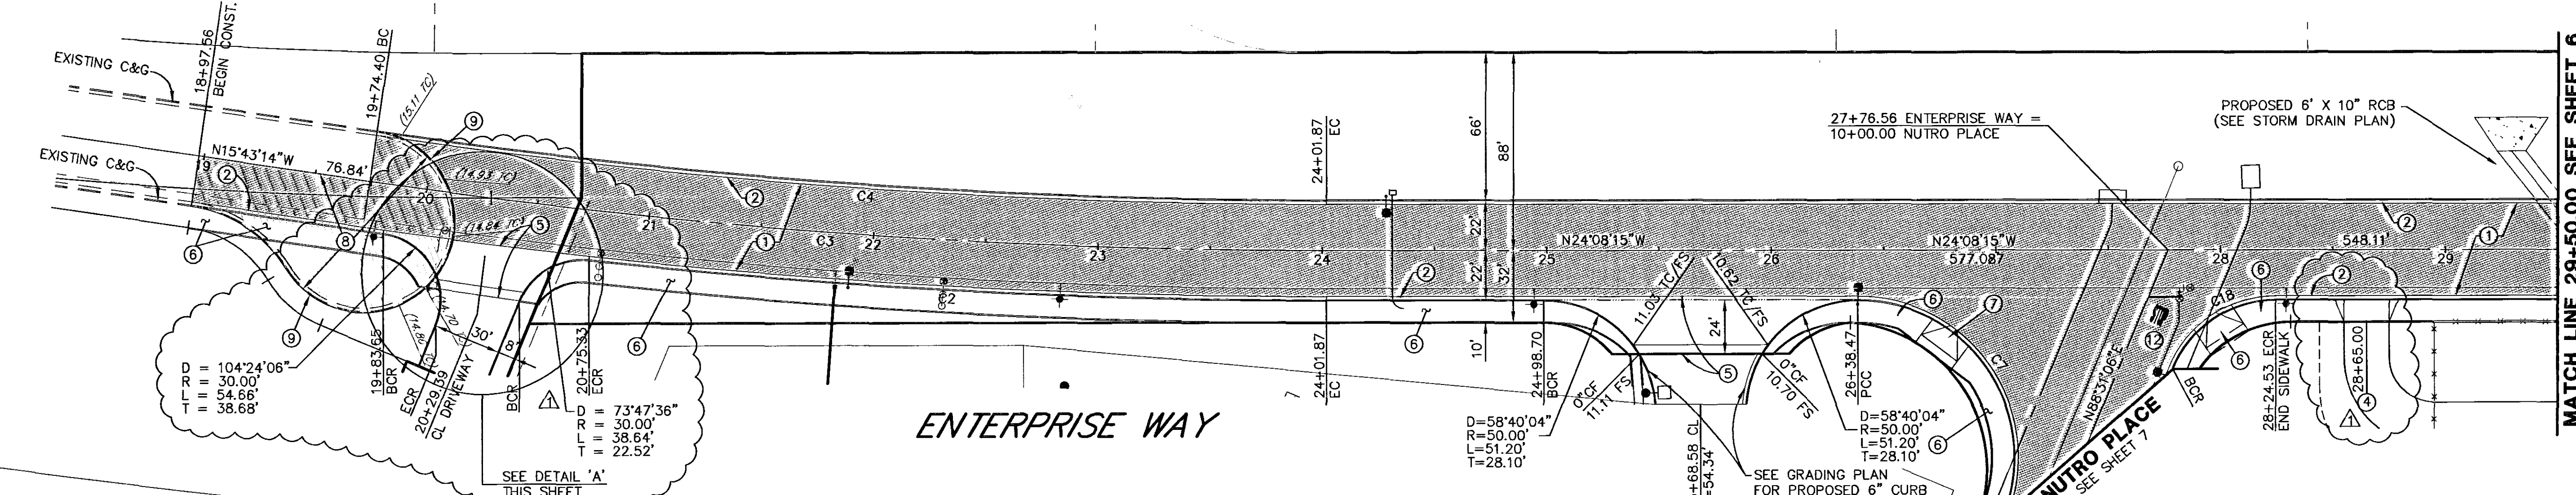 EXISTING C&G
18+97.56
BEGIN CONST.
19+74.40 BC
(15.11 TC)
9
EXISTING C&G
N15°43'14"W
76.84'
19'
2
20
(14.93 TC)
(14.84 TC)
5
21
2
1
C4
C3
22
C2
23
24+01.87
EC
24
66'
88'
22'
22'
32'
10'
2
25
N24°08'15"W
11.03 TC/FS
10.62 TC/FS
26
27+76.56 ENTERPRISE WAY =
10+00.00 NUTRO PLACE
N24°08'15"W
577.087
28
PROPOSED 6' X 10" RCB
(SEE STORM DRAIN PLAN)
2
548.11'
29
1
MATCH LINE 29+50.00 SEE SHEET 6
6
8
9
6
6
D = 104°24'06"
R = 30.00'
L = 54.66'
T = 38.68'
19+83.65
BCR
ECR
20+29.39
CL DRIVEWAY
30'
8'
BCR
20+75.33
ECR
1
D = 73°47'36"
R = 30.00'
L = 38.64'
T = 22.52'
SEE DETAIL 'A'
THIS SHEET
ENTERPRISE WAY
24+01.87
EC
6
24+98.70
BCR
D=58°40'04"
R=50.00'
L=51.20'
T=28.10'
0"CF
11.11 FS
24'
5
0"CF
10.70 FS
26+38.47
PCC
D=58°40'04"
R=50.00'
L=51.20'
T=28.10'
+68.58 CL
=54.34'
SEE GRADING PLAN
FOR PROPOSED 6" CURB
6
7
C7
6
N88°31'06"E
NUTRO PLACE
SEE SHEET 7
12
C18
6
6
2
BCR
28+24.53 ECR
END SIDEWALK
28+65.00
4
1